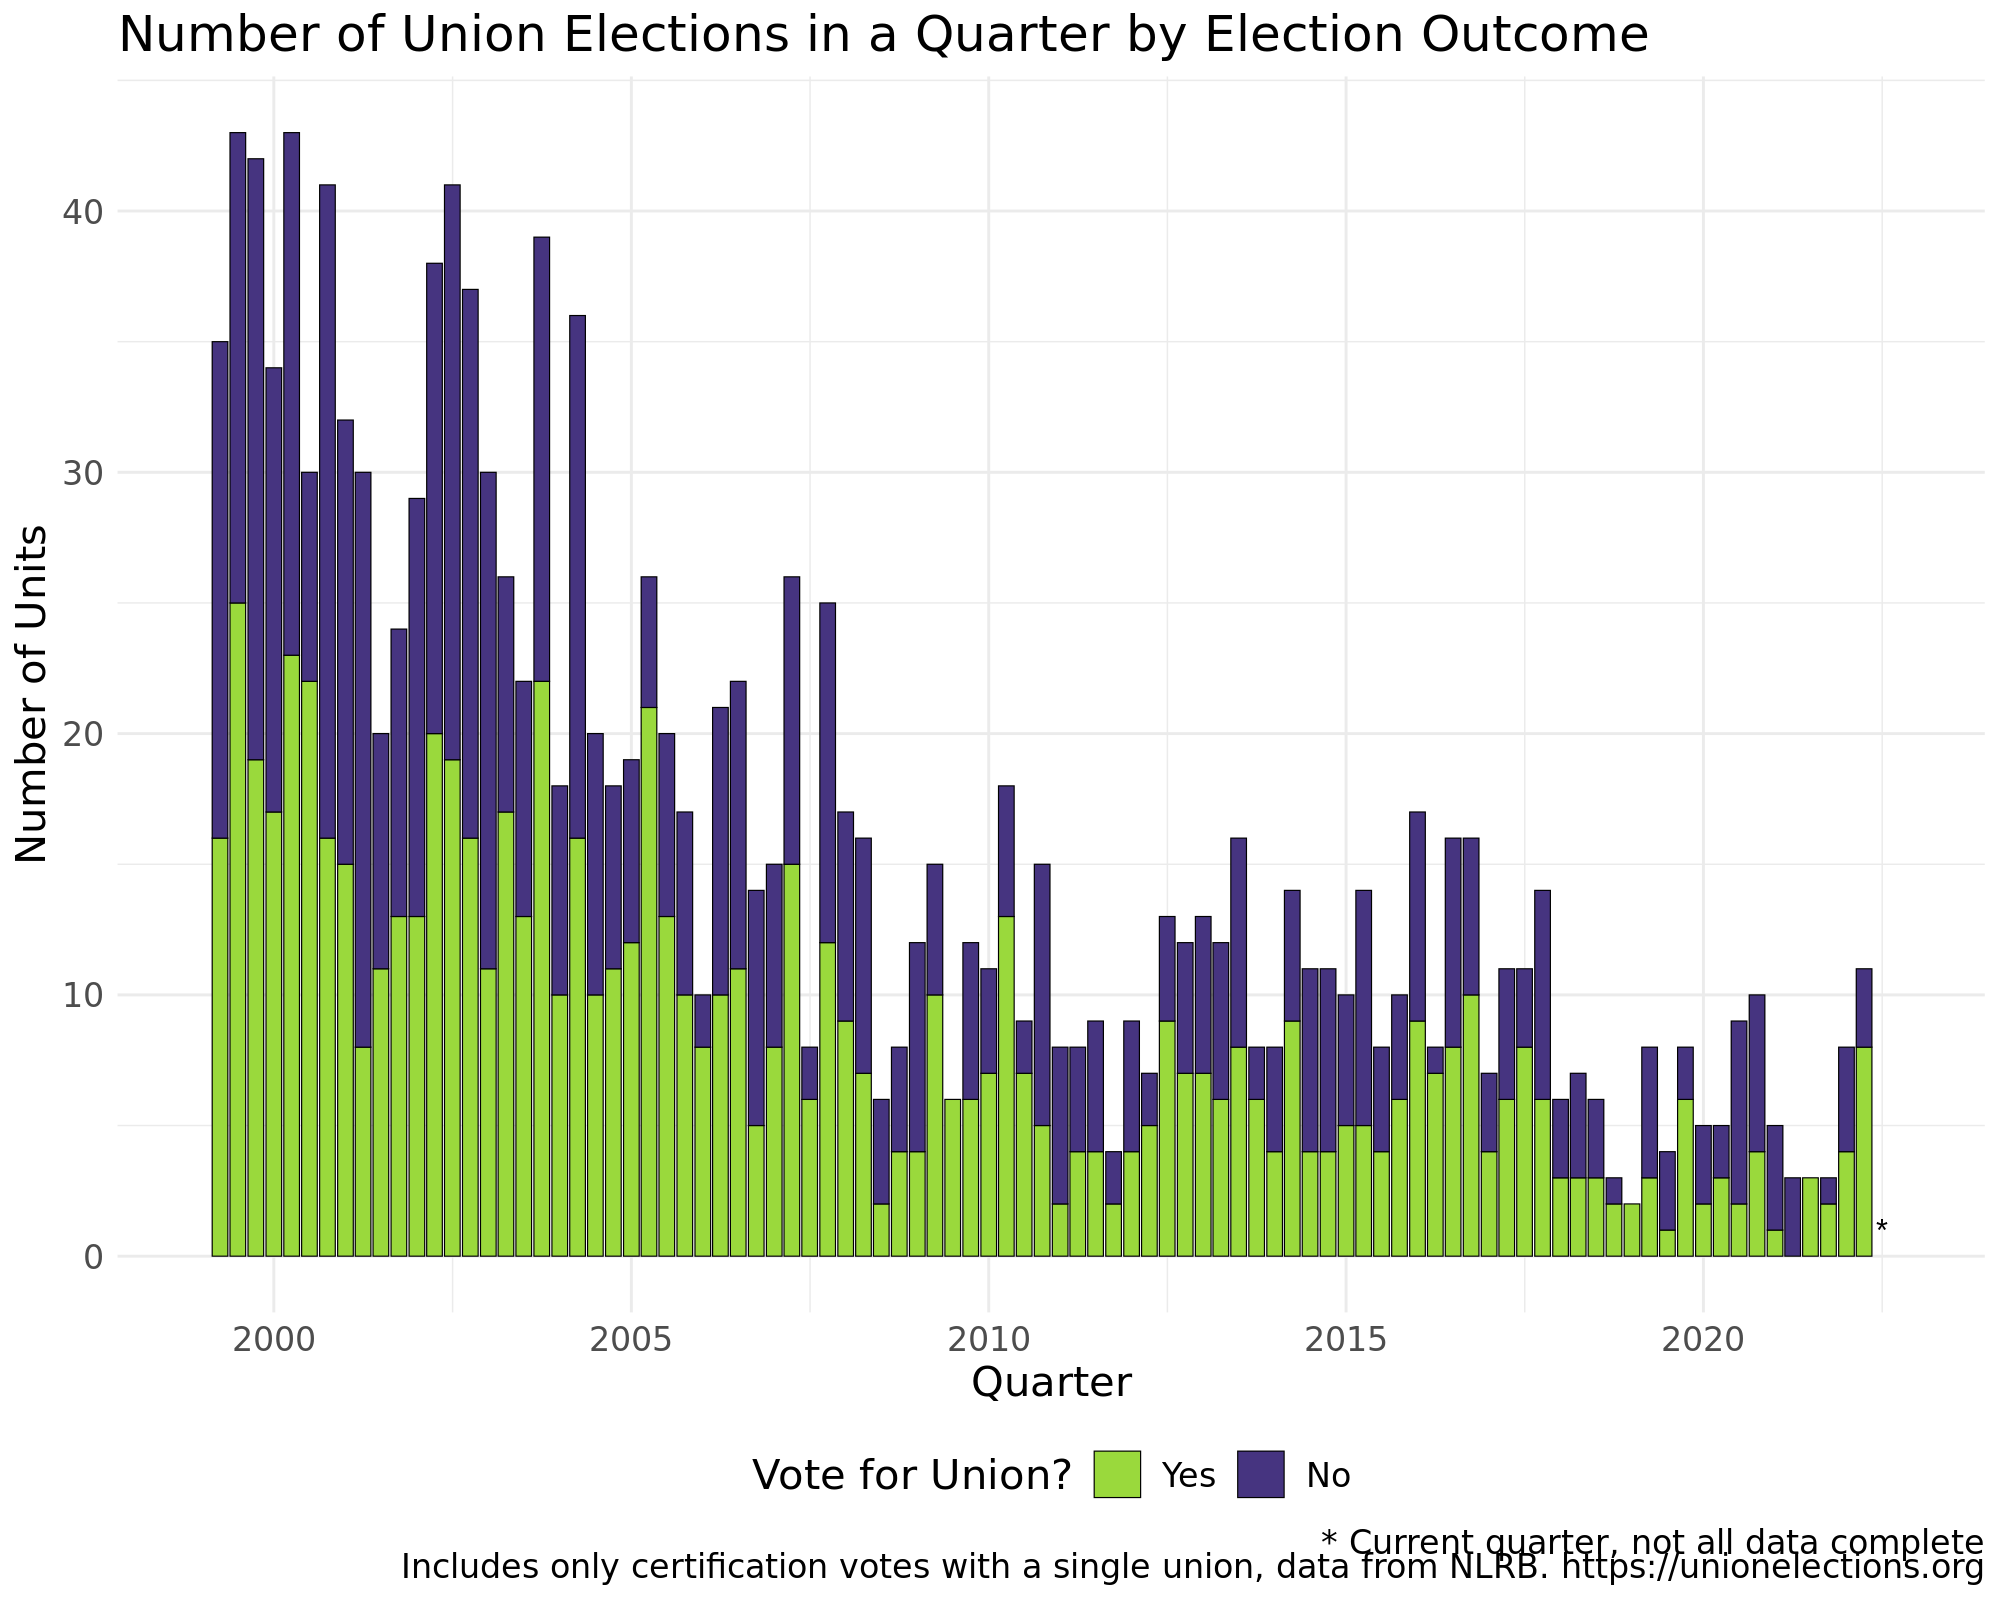 Number of Union Elections in a Quarter by Election Outcome
Number of Units
40
30
20
10
0
*
2000 2005 2010 2015 2020
Quarter
Vote for Union? Yes No
* Current quarter, not all data complete
Includes only certification votes with a single union, data from NLRB. https://unionelections.org